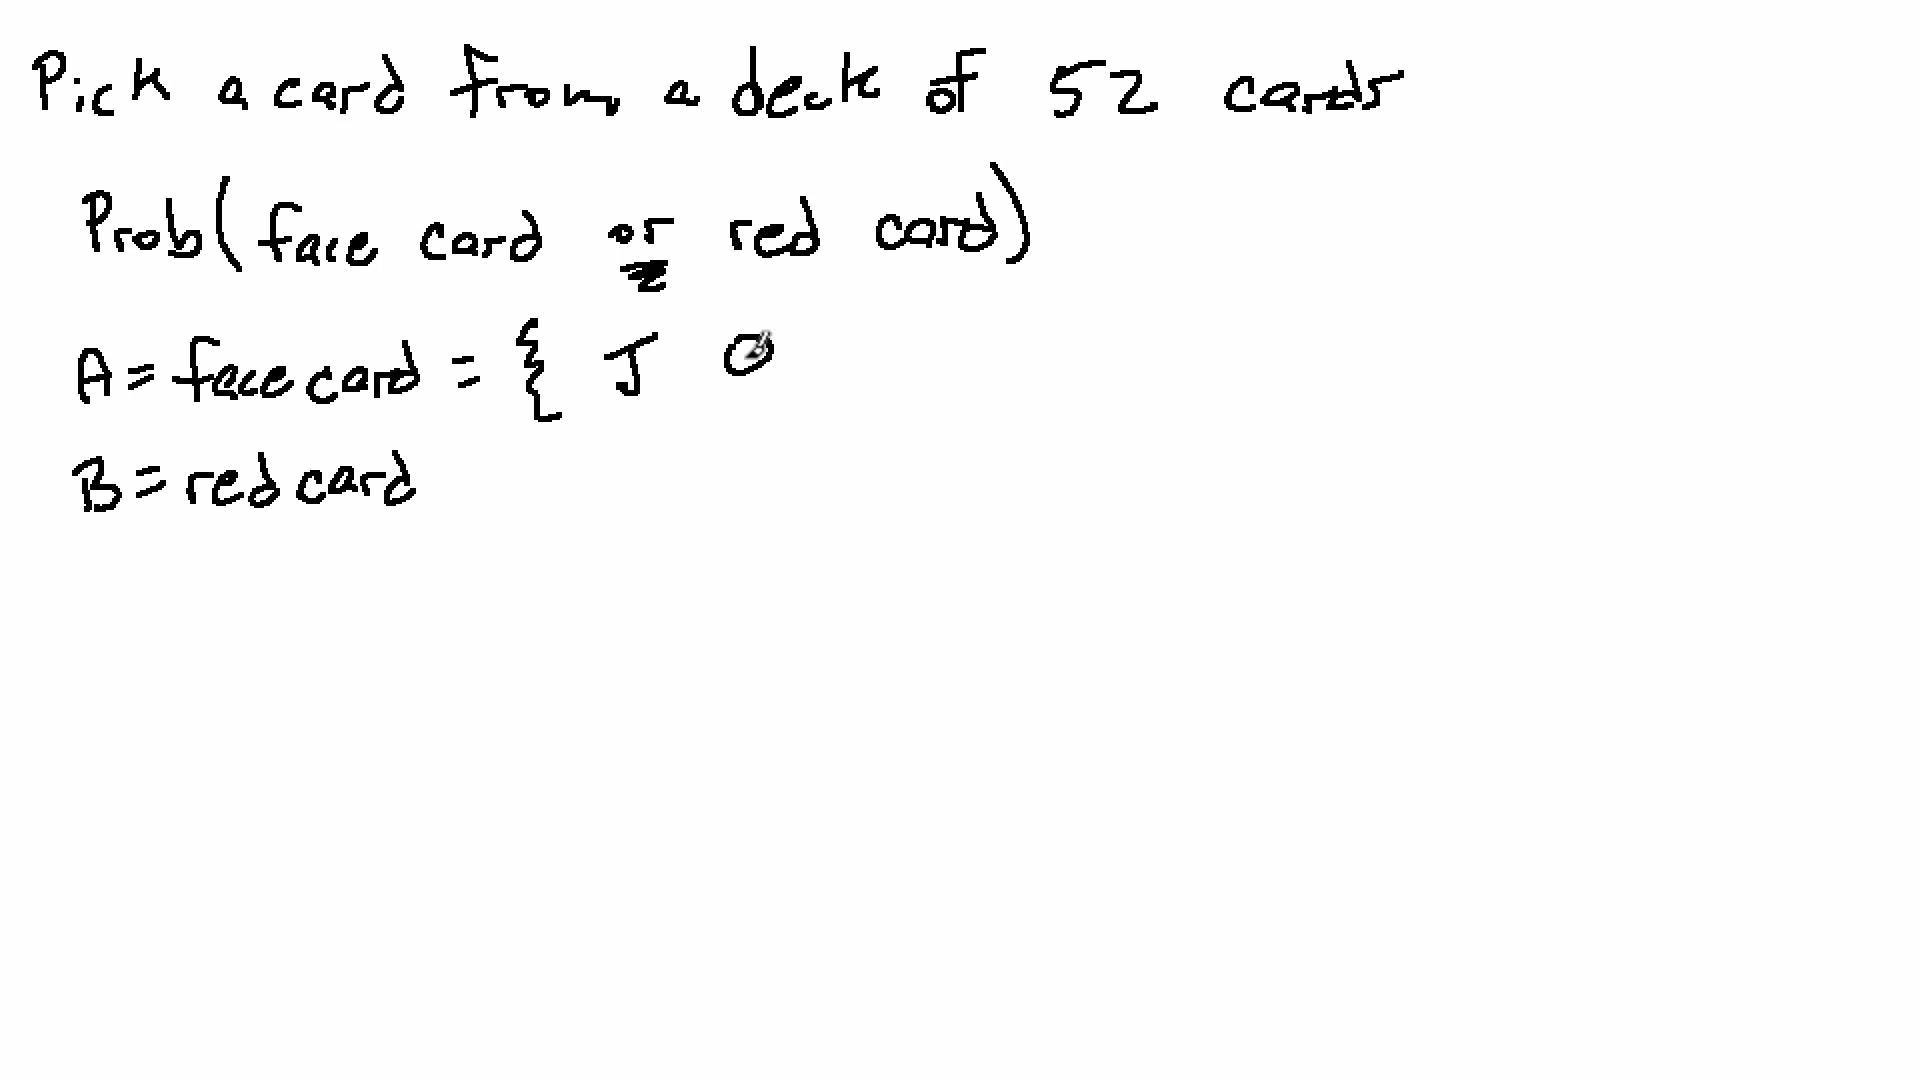 Pick a card from a deck of 52 cards
Prob(face card or red card)
A = face card = { J
B = red card